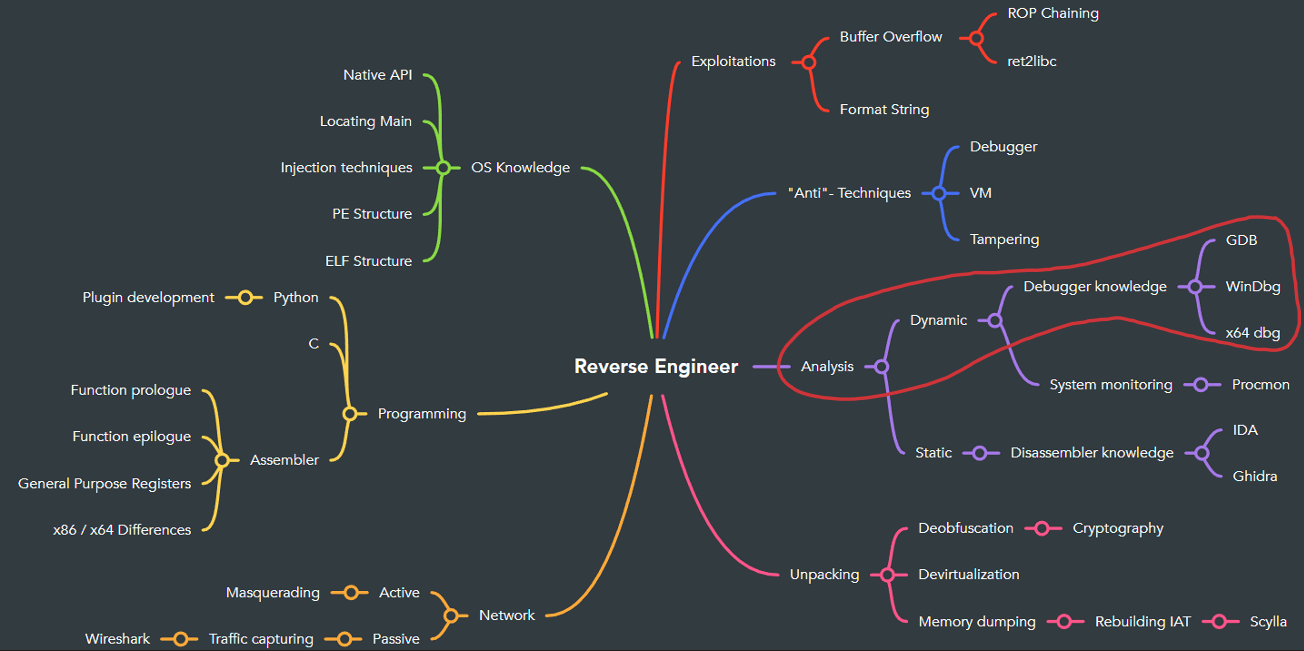 Reverse Engineer
Exploitations
Buffer Overflow
ROP Chaining
ret2libc
Format String
"Anti"- Techniques
Debugger
VM
Tampering
Analysis
Dynamic
Debugger knowledge
GDB
WinDbg
x64 dbg
System monitoring
Procmon
Static
Disassembler knowledge
IDA
Ghidra
Unpacking
Deobfuscation
Cryptography
Devirtualization
Memory dumping
Rebuilding IAT
Scylla
OS Knowledge
Native API
Locating Main
Injection techniques
PE Structure
ELF Structure
Programming
Python
Plugin development
C
Assembler
Function prologue
Function epilogue
General Purpose Registers
x86 / x64 Differences
Network
Active
Masquerading
Passive
Traffic capturing
Wireshark